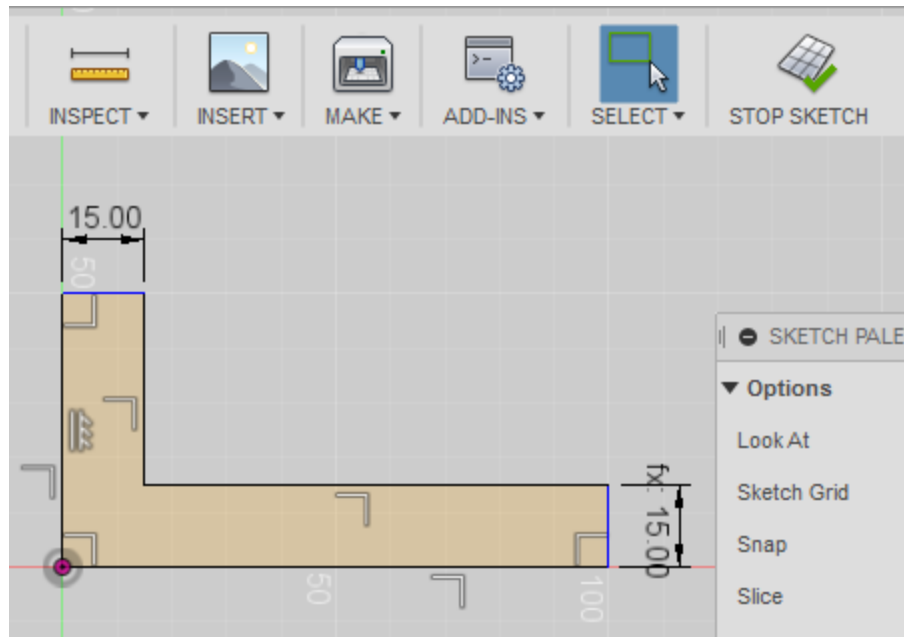 INSPECT ▾ INSERT ▾ MAKE ▾ ADD-INS ▾ SELECT ▾ STOP SKETCH
15.00
50
SKETCH PALE
Options
Look At
Sketch Grid
Snap
Slice
fx: 15.00
50
100